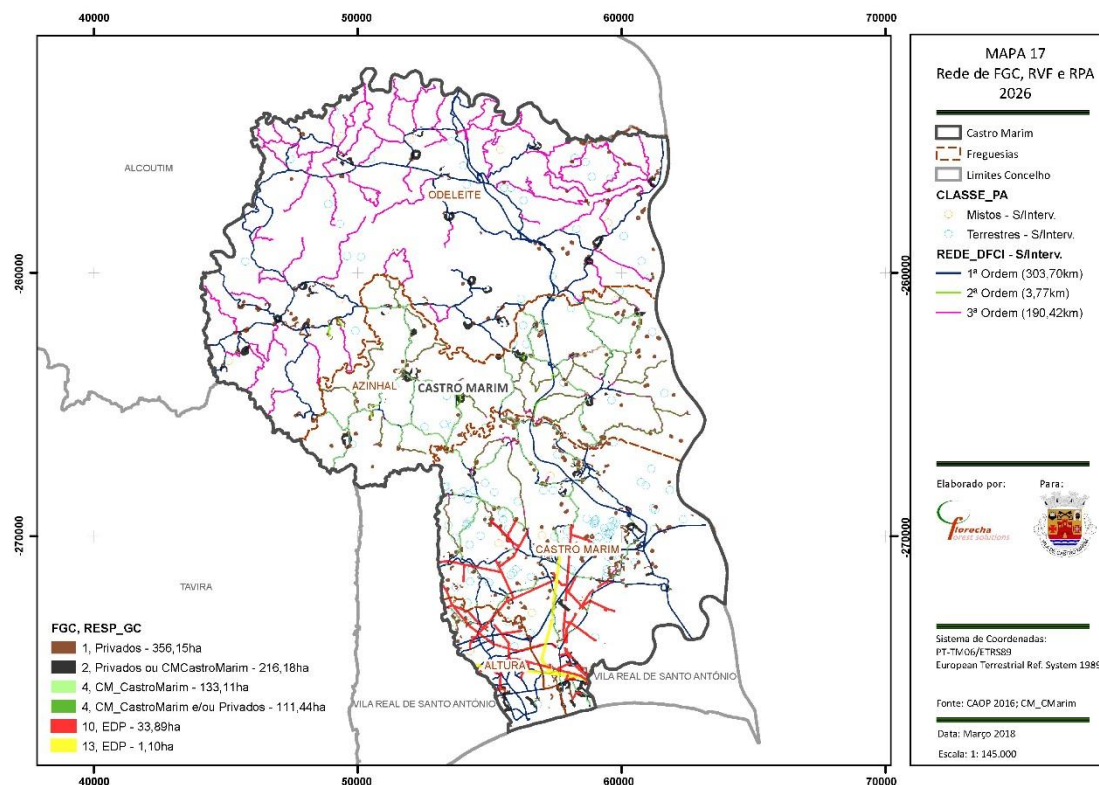 40000
50000
60000
70000
-260000
-270000
ALCOUTIM
ODELEITE
AZINHAL
CASTRO MARIM
CASTRO MARIM
TAVIRA
ALTURA
VILA REAL DE SANTO ANTÓNIO
VILA REAL DE SANTO ANTÓNIO
FGC, RESP_GC
1, Privados - 356,15ha
2, Privados ou CMCastroMarim - 216,18ha
4, CM_CastroMarim - 133,11ha
4, CM_CastroMarim e/ou Privados - 111,44ha
10, EDP - 33,89ha
13, EDP - 1,10ha
-260000
-270000
40000
50000
60000
70000
MAPA 17
Rede de FGC, RVF e RPA
2026
Castro Marim
Freguesias
Limites Concelho
CLASSE_PA
Mistos - S/Interv.
Terrestres - S/Interv.
REDE_DFCI - S/Interv.
1ª Ordem (303,70km)
2ª Ordem (3,77km)
3ª Ordem (190,42km)
Elaborado por:
Para:
florecha
forest solutions
Sistema de Coordenadas:
PT-TM06/ETRS89
European Terrestrial Ref. System 1989
Fonte: CAOP 2016; CM_CMarim
Data: Março 2018
Escala: 1: 145.000